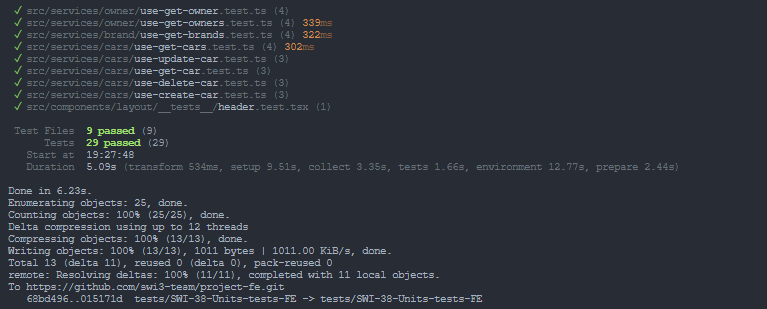 ✓ src/services/owner/use-get-owner.test.ts (4)
✓ src/services/owner/use-get-owners.test.ts (4) 339ms
✓ src/services/brand/use-get-brands.test.ts (4) 322ms
✓ src/services/cars/use-get-cars.test.ts (4) 302ms
✓ src/services/cars/use-update-car.test.ts (3)
✓ src/services/cars/use-get-car.test.ts (3)
✓ src/services/cars/use-delete-car.test.ts (3)
✓ src/services/cars/use-create-car.test.ts (3)
✓ src/components/layout/__tests__/header.test.tsx (1)
Test Files 9 passed (9)
Tests 29 passed (29)
Start at 19:27:48
Duration 5.09s (transform 534ms, setup 9.51s, collect 3.35s, tests 1.66s, environment 12.77s, prepare 2.44s)
Done in 6.23s.
Enumerating objects: 25, done.
Counting objects: 100% (25/25), done.
Delta compression using up to 12 threads
Compressing objects: 100% (13/13), done.
Writing objects: 100% (13/13), 1011 bytes | 1011.00 KiB/s, done.
Total 13 (delta 11), reused 0 (delta 0), pack-reused 0
remote: Resolving deltas: 100% (11/11), completed with 11 local objects.
To https://github.com/swi3-team/project-fe.git
68bd496..015171d tests/SWI-38-Units-tests-FE -> tests/SWI-38-Units-tests-FE